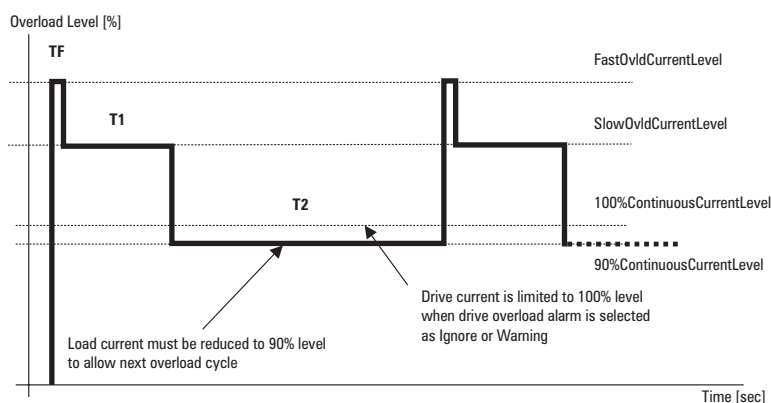 Overload Level [%]
TF
FastOvldCurrentLevel
T1
SlowOvldCurrentLevel
T2
100%ContinuousCurrentLevel
90%ContinuousCurrentLevel
Drive current is limited to 100% level
when drive overload alarm is selected
as Ignore or Warning
Load current must be reduced to 90% level
to allow next overload cycle
Time [sec]